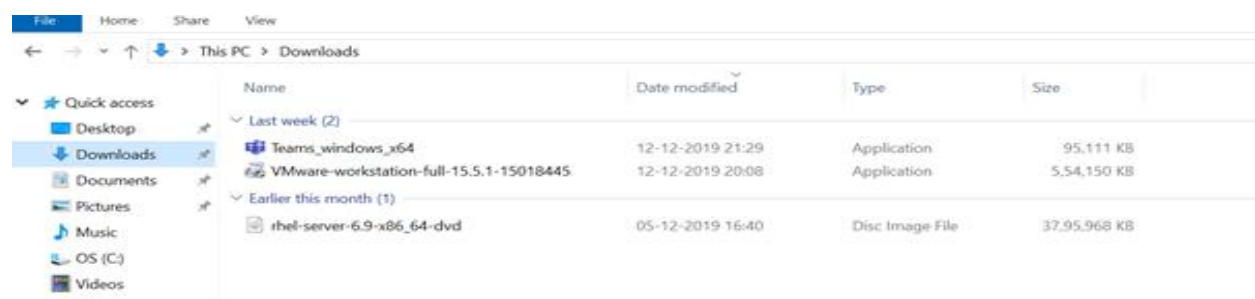 File Home Share View
This PC > Downloads
Name Date modified Type Size
Quick access
Desktop
Downloads
Documents
Pictures
Music
OS (C:)
Videos
Last week (2)
Teams_windows_x64 12-12-2019 21:29 Application 95,111 KB
VMware-workstation-full-15.5.1-15018445 12-12-2019 20:08 Application 5,54,150 KB
Earlier this month (1)
rhel-server-6.9-x86_64-dvd 05-12-2019 16:40 Disc Image File 37,95,968 KB